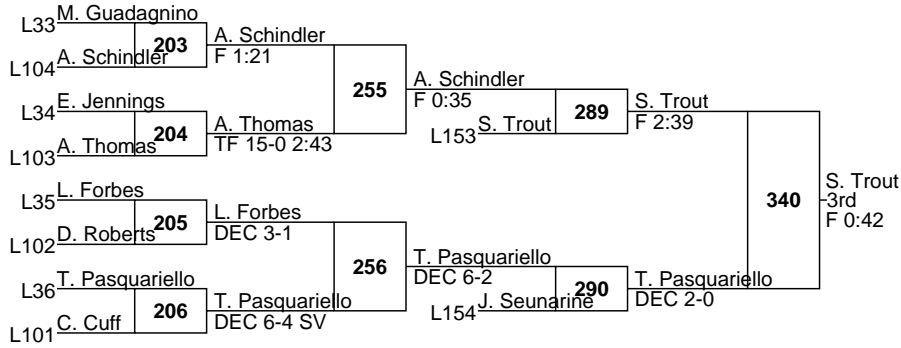 M. Guadagnino
L33
203
A. Schindler
F 1:21
L104
A. Schindler
255
A. Schindler
F 0:35
E. Jennings
L34
204
A. Thomas
TF 15-0 2:43
L103
A. Thomas
L153
S. Trout
289
S. Trout
F 2:39
L. Forbes
L35
205
L. Forbes
DEC 3-1
L102
D. Roberts
256
T. Pasquariello
DEC 6-2
T. Pasquariello
L36
206
T. Pasquariello
DEC 6-4 SV
L101
C. Cuff
L154
J. Seunarine
290
T. Pasquariello
DEC 2-0
340
S. Trout
3rd
F 0:42